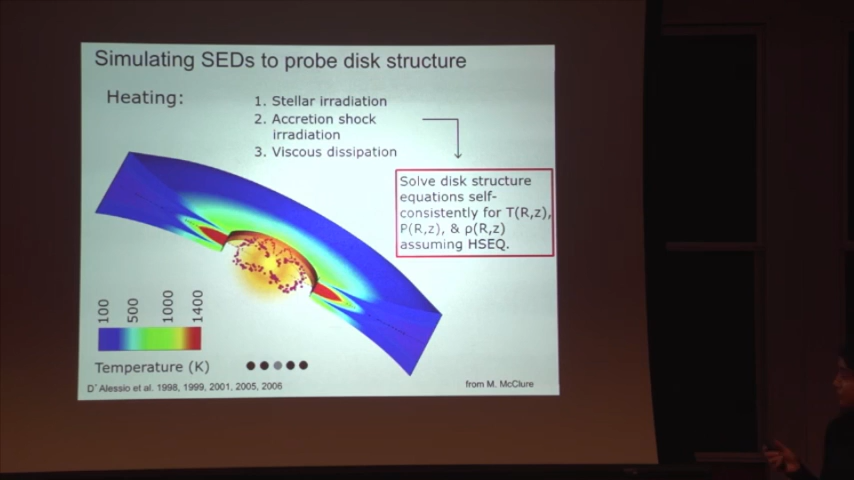 Simulating SEDs to probe disk structure
Heating:
1. Stellar irradiation
2. Accretion shock
irradiation
3. Viscous dissipation
Solve disk structure
equations self-
consistently for T(R,z),
P(R,z), & ρ(R,z)
assuming HSEQ.
100 500 1000 1400
Temperature (K)
D´Alessio et al. 1998, 1999, 2001, 2005, 2006
from M. McClure